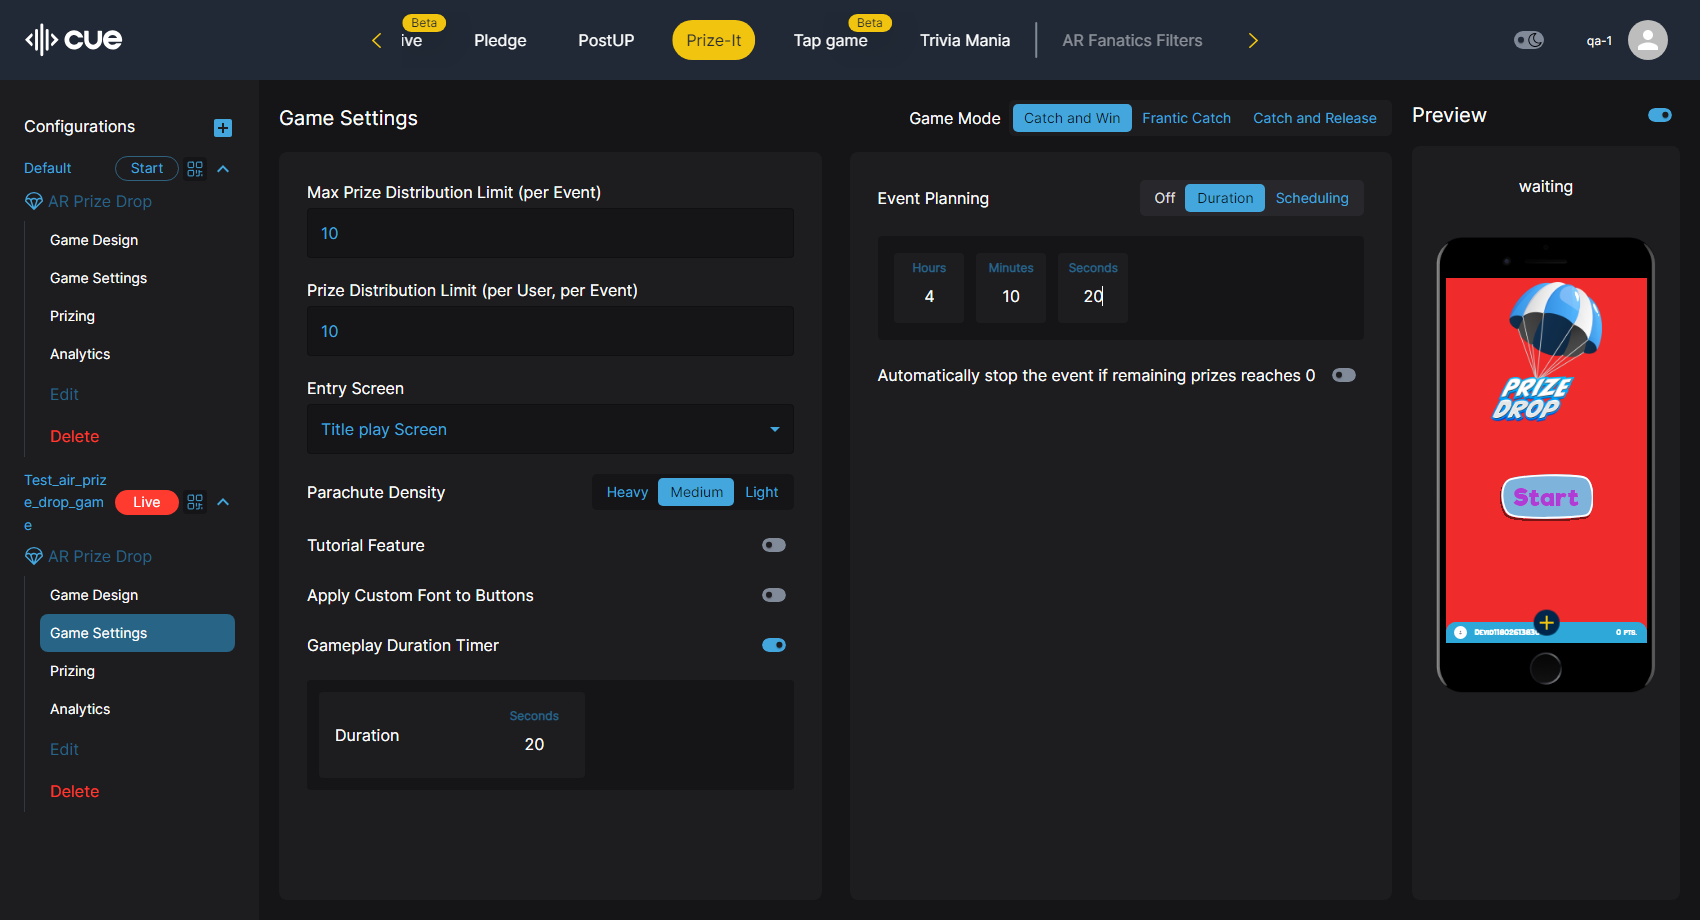 cue
ive
Beta
Pledge
PostUP
Prize-It
Tap game
Beta
Trivia Mania
AR Fanatics Filters
qa-1
Configurations
Default
Start
AR Prize Drop
Game Design
Game Settings
Prizing
Analytics
Edit
Delete
Test_air_priz
e_drop_gam
e
Live
AR Prize Drop
Game Design
Game Settings
Prizing
Analytics
Edit
Delete
Game Settings
Game Mode
Catch and Win
Frantic Catch
Catch and Release
Max Prize Distribution Limit (per Event)
10
Prize Distribution Limit (per User, per Event)
10
Entry Screen
Title play Screen
Parachute Density
Heavy
Medium
Light
Tutorial Feature
Apply Custom Font to Buttons
Gameplay Duration Timer
Duration
Seconds
20
Event Planning
Off
Duration
Scheduling
Hours
4
Minutes
10
Seconds
20
Automatically stop the event if remaining prizes reaches 0
Preview
waiting
PRIZE
DROP
Start
0 PTS.